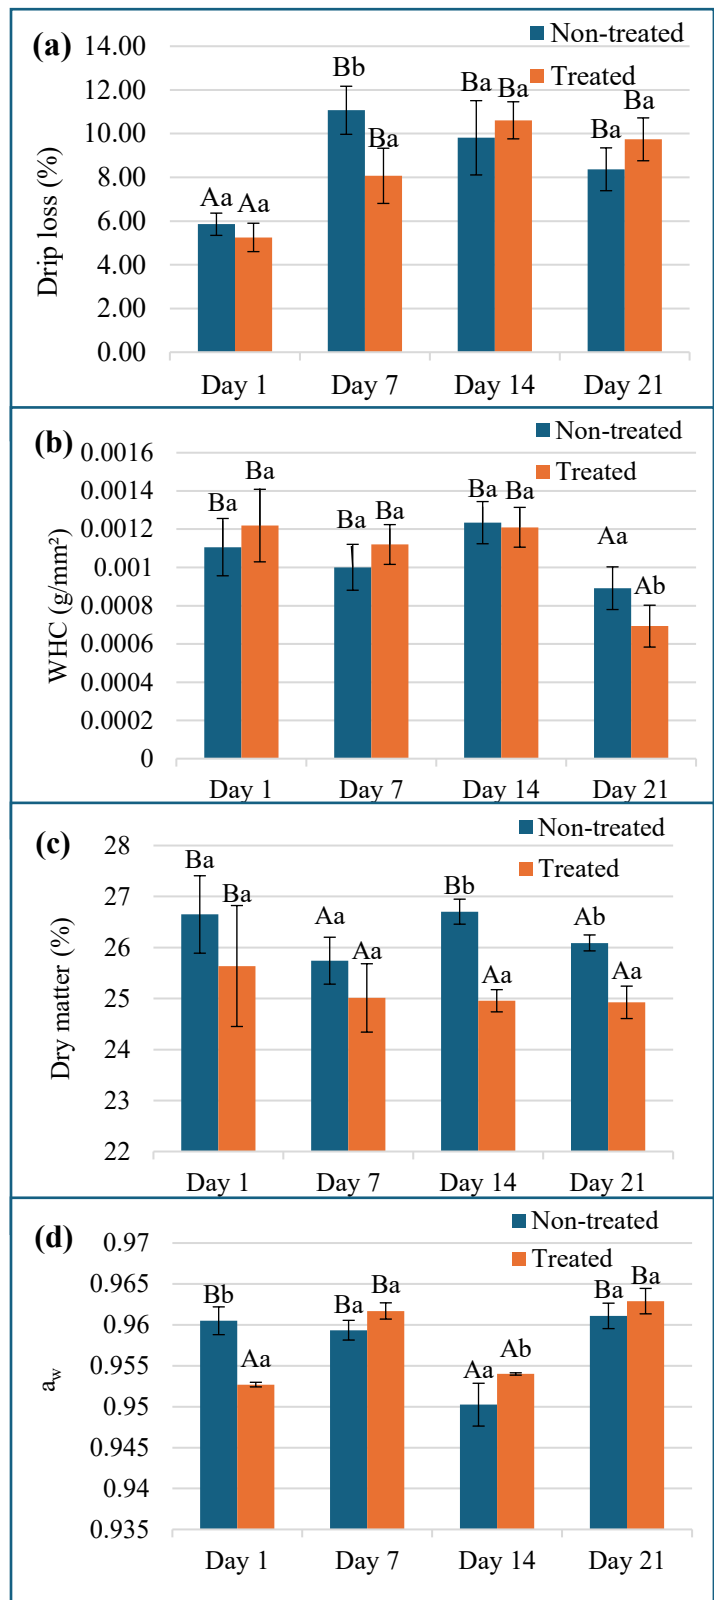 (a)
Non-treated
Treated
Drip loss (%)
14.00
12.00
10.00
8.00
6.00
4.00
2.00
0.00
Aa Aa Bb Ba Ba Ba Ba Ba
Day 1 Day 7 Day 14 Day 21
(b)
Non-treated
Treated
WHC (g/mm²)
0.0016
0.0014
0.0012
0.001
0.0008
0.0006
0.0004
0.0002
0
Ba Ba Ba Ba Ba Ba Aa Ab
Day 1 Day 7 Day 14 Day 21
(c)
Non-treated
Treated
Dry matter (%)
28
27
26
25
24
23
22
Ba Ba Aa Aa Bb Aa Ab Aa
Day 1 Day 7 Day 14 Day 21
(d)
Non-treated
Treated
a_w
0.97
0.965
0.96
0.955
0.95
0.945
0.94
0.935
Bb Aa Ba Ba Aa Ab Ba Ba
Day 1 Day 7 Day 14 Day 21